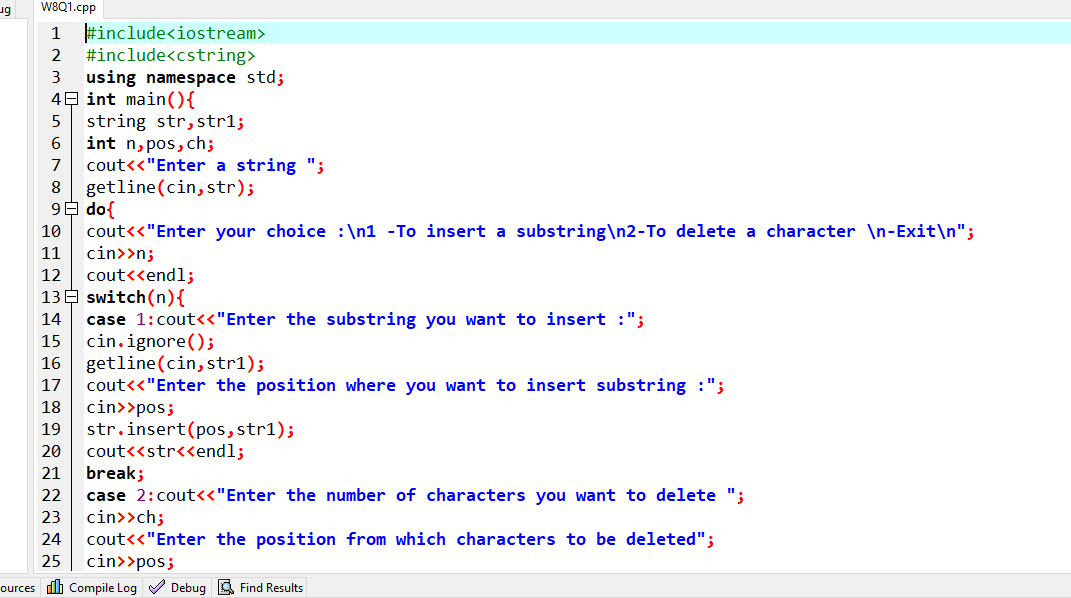 ug W8Q1.cpp
1 #include<iostream>
2 #include<cstring>
3 using namespace std;
4 int main(){
5 string str,str1;
6 int n,pos,ch;
7 cout<<"Enter a string ";
8 getline(cin,str);
9 do{
10 cout<<"Enter your choice :\n1 -To insert a substring\n2-To delete a character \n-Exit\n";
11 cin>>n;
12 cout<<endl;
13 switch(n){
14 case 1:cout<<"Enter the substring you want to insert :";
15 cin.ignore();
16 getline(cin,str1);
17 cout<<"Enter the position where you want to insert substring :";
18 cin>>pos;
19 str.insert(pos,str1);
20 cout<<str<<endl;
21 break;
22 case 2:cout<<"Enter the number of characters you want to delete ";
23 cin>>ch;
24 cout<<"Enter the position from which characters to be deleted";
25 cin>>pos;
ources Compile Log Debug Find Results